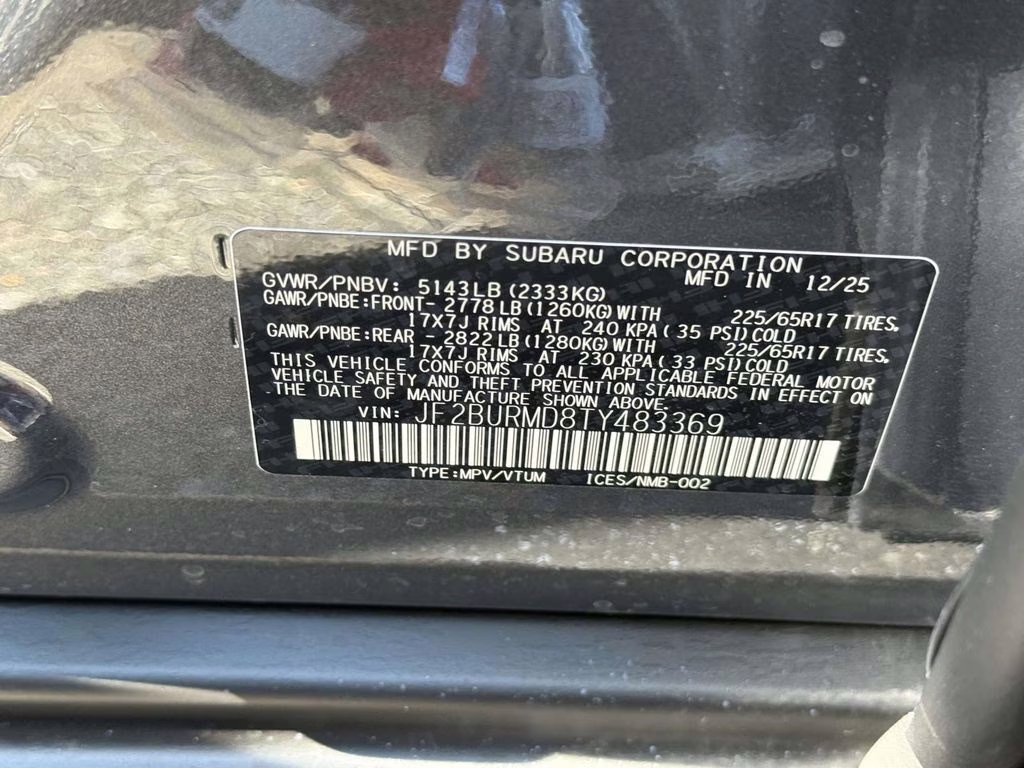 MFD BY SUBARU CORPORATION
MFD IN 12/25
GVWR/PNBV: 5143LB(2333KG)
GAWR/PNBE:FRONT- 2778LB(1260KG)WITH 225/65R17 TIRES,
17X7J RIMS AT 240 KPA( 35 PSI)COLD
GAWR/PNBE:REAR - 2822LB(1280KG)WITH 225/65R17 TIRES,
17X7J RIMS AT 230 KPA( 33 PSI)COLD
THIS VEHICLE CONFORMS TO ALL APPLICABLE FEDERAL MOTOR
VEHICLE SAFETY AND THEFT PREVENTION STANDARDS IN EFFECT ON
THE DATE OF MANUFACTURE SHOWN ABOVE.
VIN: JF2BURMD8TY483369
TYPE:MPV/VTUM ICES/NMB-002